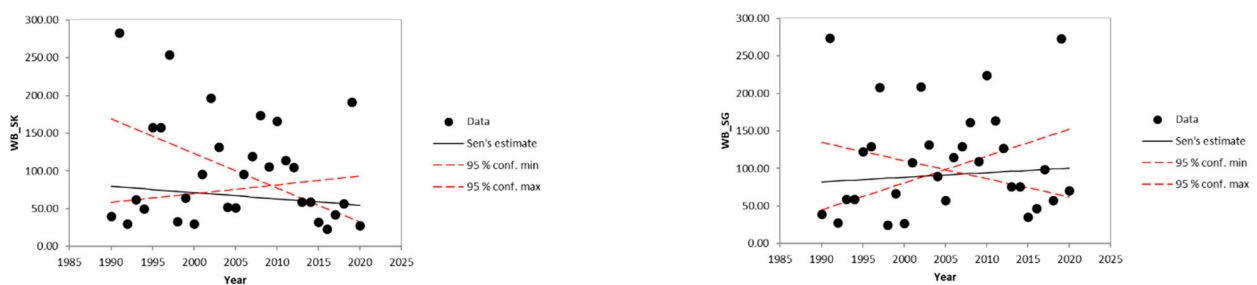 300.00
250.00
200.00
150.00
100.00
50.00
0.00
WB_SK
1985 1990 1995 2000 2005 2010 2015 2020 2025
Year
Data
Sen's estimate
95 % conf. min
95 % conf. max
300.00
250.00
200.00
150.00
100.00
50.00
0.00
WB_SG
1985 1990 1995 2000 2005 2010 2015 2020 2025
Year
Data
Sen's estimate
95 % conf. min
95 % conf. max